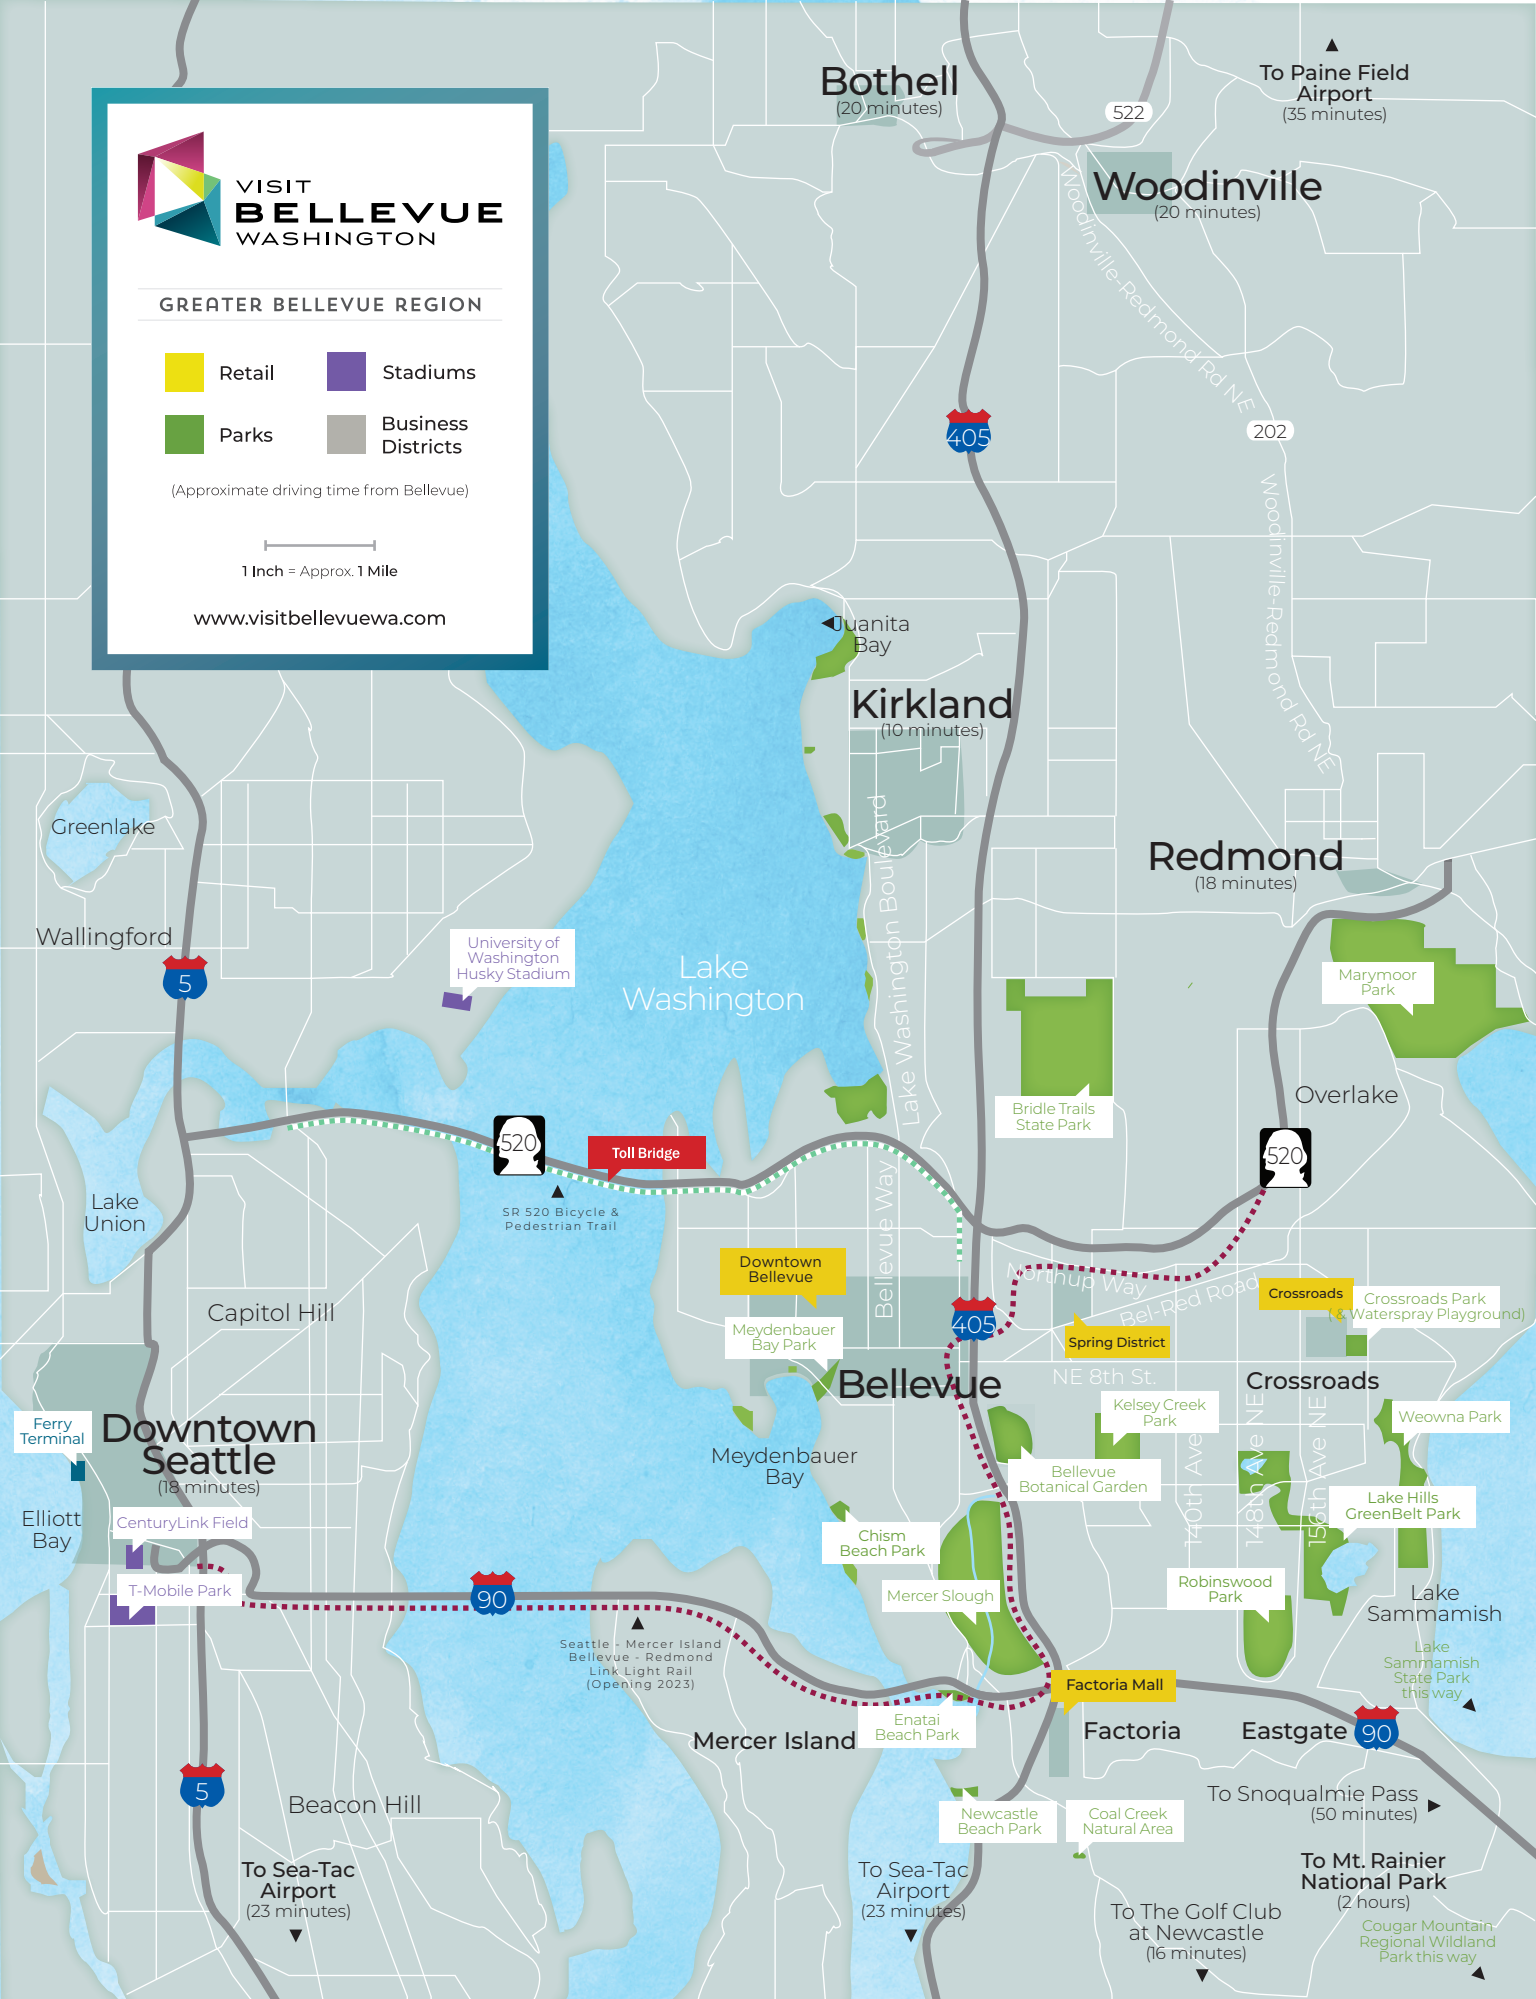 VISIT
BELLEVUE
WASHINGTON
GREATER BELLEVUE REGION
Retail
Stadiums
Parks
Business
Districts
(Approximate driving time from Bellevue)
1 Inch = Approx. 1 Mile
www.visitbellevuewa.com
Bothell
(20 minutes)
522
To Paine Field
Airport
(35 minutes)
Woodinville
(20 minutes)
Woodinville-Redmond Rd NE
405
202
Woodinville-Redmond Rd NE
Juanita
Bay
Kirkland
(10 minutes)
Greenlake
Lake Washington Boulevard
Redmond
(18 minutes)
Wallingford
5
University of
Washington
Husky Stadium
Lake
Washington
Marymoor
Park
Bridle Trails
State Park
Overlake
520
Toll Bridge
520
SR 520 Bicycle &
Pedestrian Trail
Lake
Union
Bellevue Way
Downtown
Bellevue
Northup Way
Bel-Red Road
Crossroads
Crossroads Park
( & Waterspray Playground)
Capitol Hill
405
Meydenbauer
Bay Park
Spring District
NE 8th St.
Bellevue
Crossroads
Ferry
Terminal
Downtown
Seattle
(18 minutes)
Kelsey Creek
Park
Weowna Park
Meydenbauer
Bay
Bellevue
Botanical Garden
140th Ave NE
148th Ave NE
156th Ave NE
Lake Hills
GreenBelt Park
Elliott
Bay
CenturyLink Field
Chism
Beach Park
T-Mobile Park
90
Mercer Slough
Robinswood
Park
Lake
Sammamish
Seattle - Mercer Island
Bellevue - Redmond
Link Light Rail
(Opening 2023)
Lake
Sammamish
State Park
this way
Factoria Mall
Enatai
Beach Park
Mercer Island
Factoria
Eastgate
90
5
Beacon Hill
To Snoqualmie Pass
(50 minutes)
Newcastle
Beach Park
Coal Creek
Natural Area
To Sea-Tac
Airport
(23 minutes)
To Sea-Tac
Airport
(23 minutes)
To Mt. Rainier
National Park
(2 hours)
To The Golf Club
at Newcastle
(16 minutes)
Cougar Mountain
Regional Wildland
Park this way